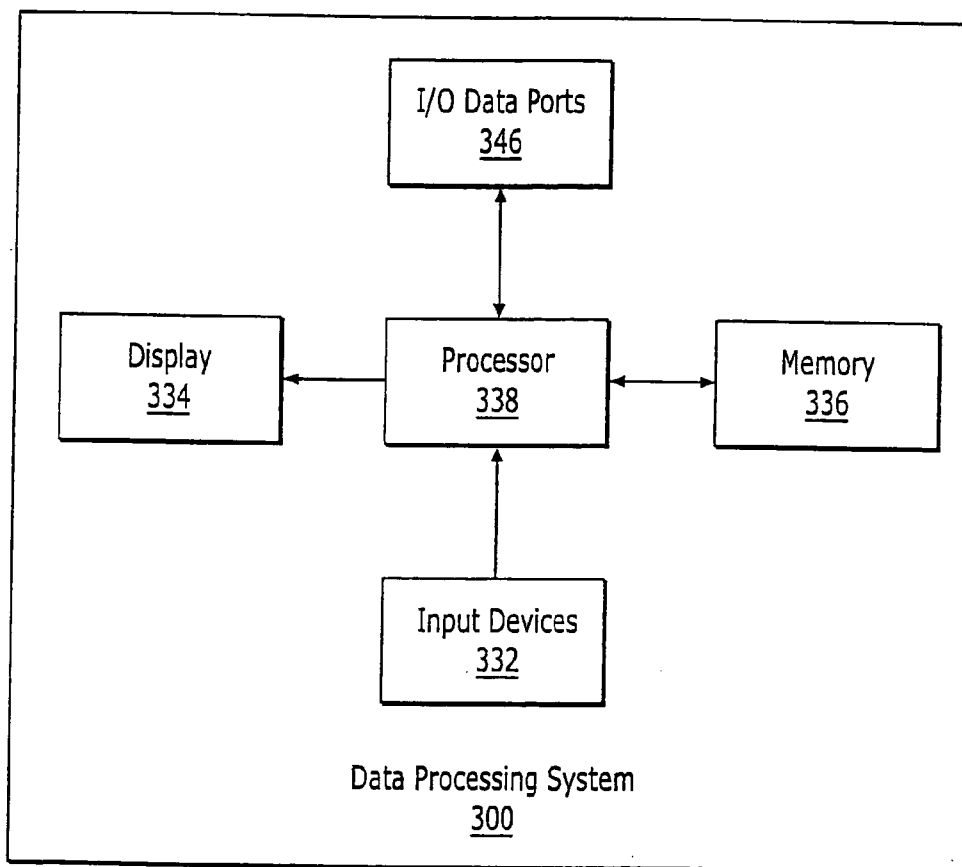 I/O Data Ports
346
Display
334
Processor
338
Memory
336
Input Devices
332
Data Processing System
300